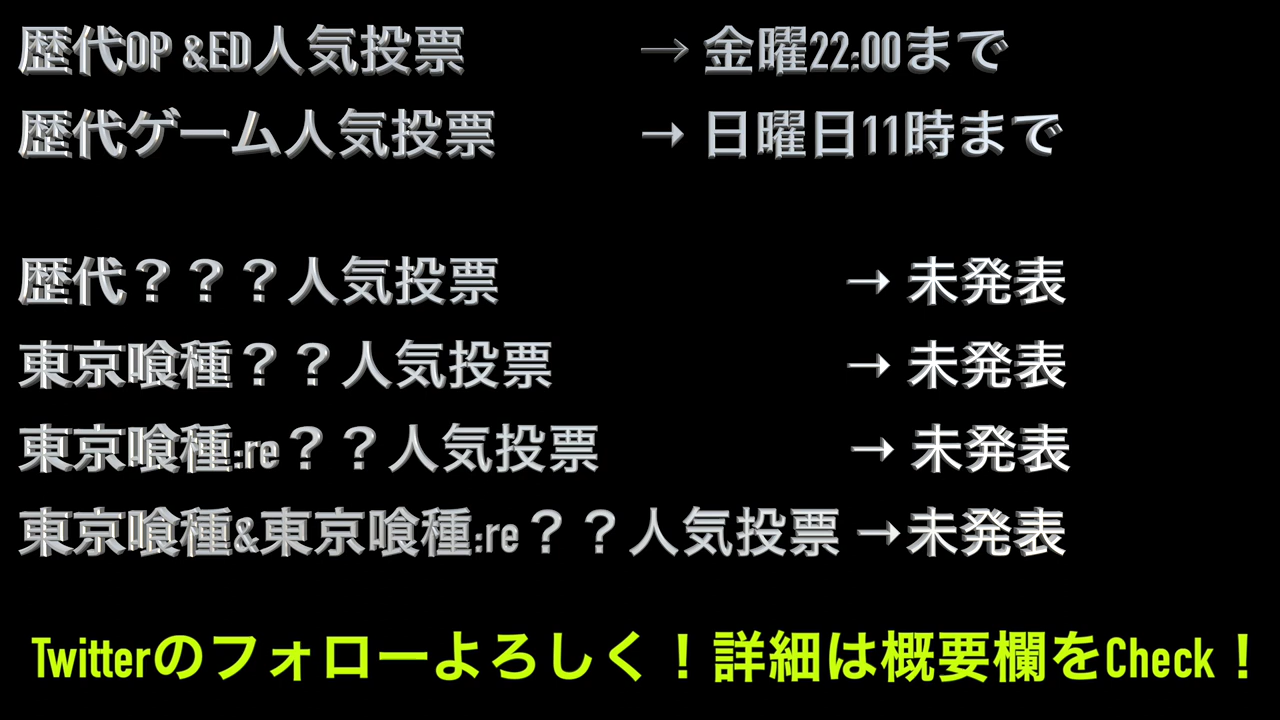 歴代OP &ED人気投票 → 金曜22:00まで
歴代ゲーム人気投票 → 日曜日11時まで
歴代？？？人気投票 → 未発表
東京喰種？？人気投票 → 未発表
東京喰種:re？？人気投票 → 未発表
東京喰種&東京喰種:re？？人気投票 →未発表
Twitterのフォローよろしく！詳細は概要欄をCheck！